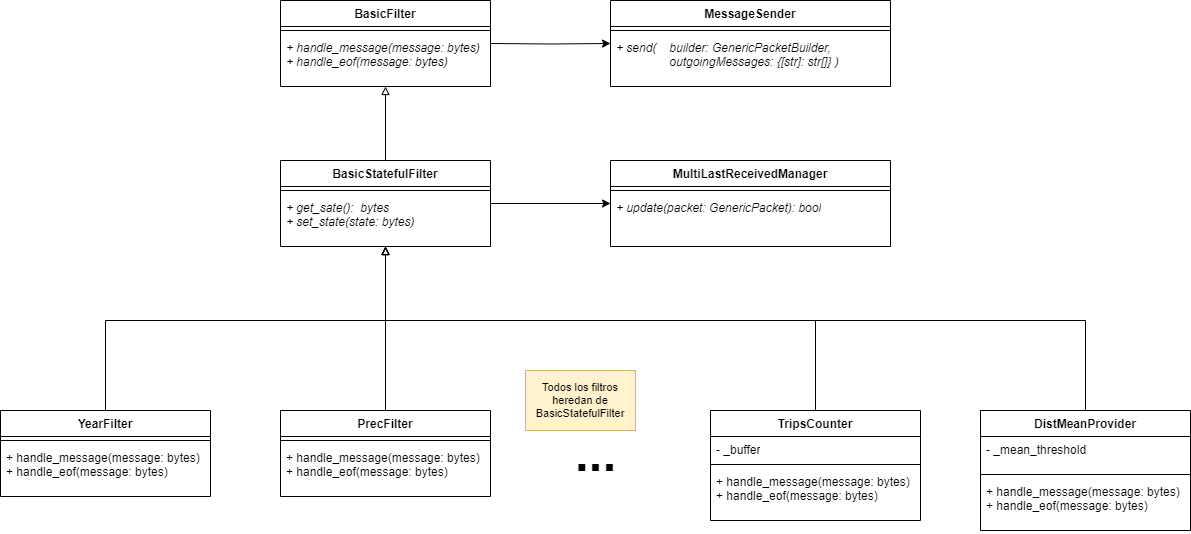 BasicFilter
+ handle_message(message: bytes)
+ handle_eof(message: bytes)
MessageSender
+ send( builder: GenericPacketBuilder,
outgoingMessages: {[str]: str[]} )
BasicStatefulFilter
+ get_sate(): bytes
+ set_state(state: bytes)
MultiLastReceivedManager
+ update(packet: GenericPacket): bool
Todos los filtros
heredan de
BasicStatefulFilter
YearFilter
+ handle_message(message: bytes)
+ handle_eof(message: bytes)
PrecFilter
+ handle_message(message: bytes)
+ handle_eof(message: bytes)
...
TripsCounter
- _buffer
+ handle_message(message: bytes)
+ handle_eof(message: bytes)
DistMeanProvider
- _mean_threshold
+ handle_message(message: bytes)
+ handle_eof(message: bytes)